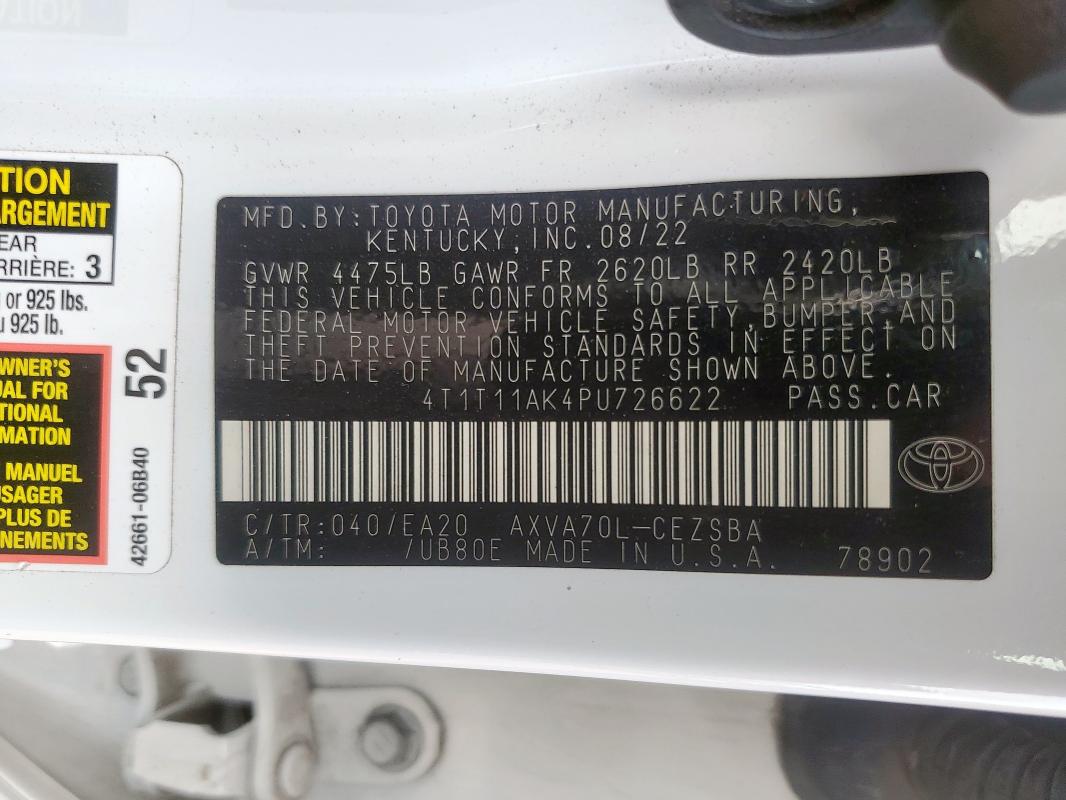 TION
ARGEMENT
EAR
RRIÈRE: 3
or 925 lbs.
u 925 lb.
WNER'S
UAL FOR
TIONAL
RMATION
MANUEL
USAGER
PLUS DE
NEMENTS
52
42661-06B40
MFD.BY:TOYOTA MOTOR MANUFACTURING,
KENTUCKY,INC.08/22
GVWR 4475LB GAWR FR 2620LB RR 2420LB
THIS VEHICLE CONFORMS TO ALL APPLICABLE
FEDERAL MOTOR VEHICLE SAFETY,BUMPER,AND
THEFT PREVENTION STANDARDS IN EFFECT ON
THE DATE OF MANUFACTURE SHOWN ABOVE.
4T1T11AK4PU726622 PASS.CAR
C/TR:040/EA20 AXVA70L-CEZSBA
A/TM: /UB80E MADE IN U.S.A. 78902